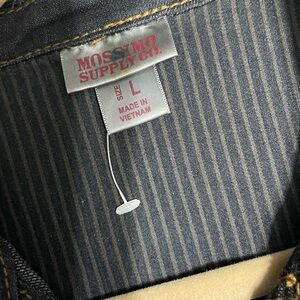 MOSSIMO
SUPPLY CO.
SIZE L
MADE IN
VIETNAM